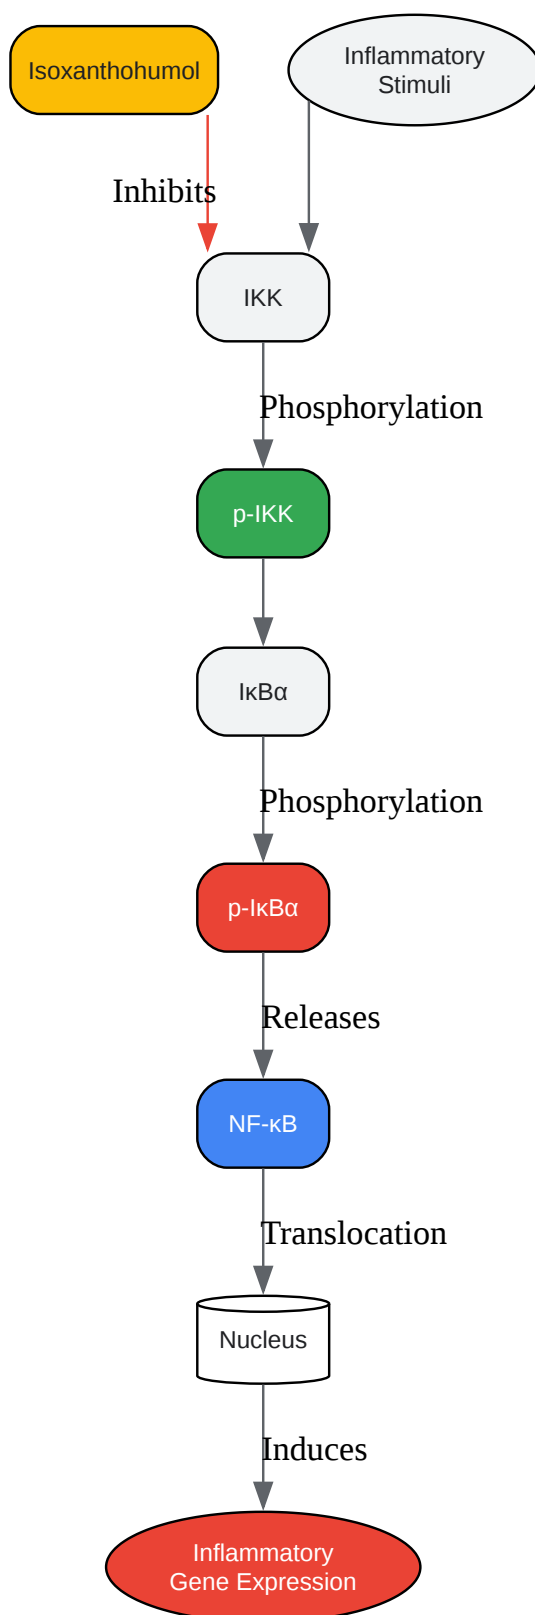 Isoxanthohumol
Inflammatory
Stimuli
Inhibits
IKK
Phosphorylation
p-IKK
IκBα
Phosphorylation
p-IκBα
Releases
NF-κB
Translocation
Nucleus
Induces
Inflammatory
Gene Expression